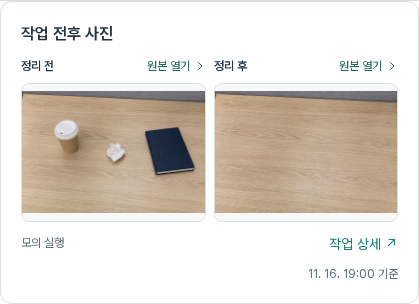 작업 전후 사진
정리 전 원본 열기 정리 후 원본 열기
모의 실행 작업 상세
11. 16. 19:00 기준